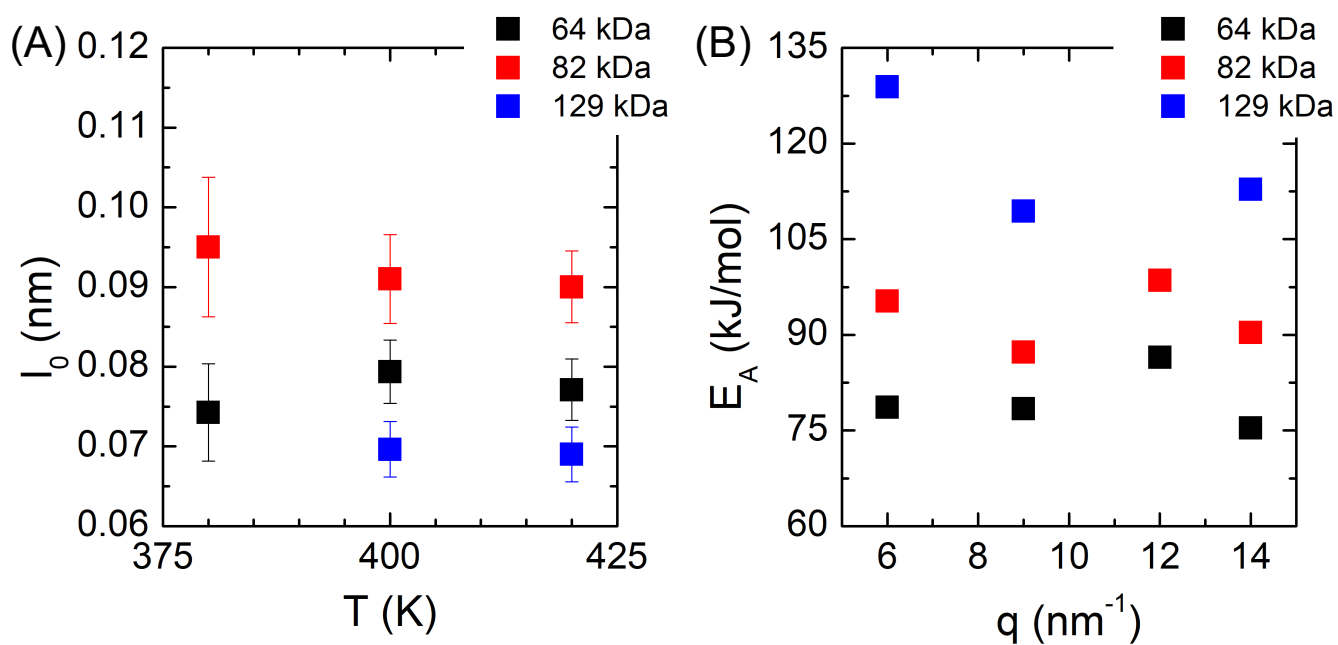 (A)
64 kDa
82 kDa
129 kDa
0.12
0.11
0.10
0.09
0.08
0.07
0.06
l₀ (nm)
375
400
425
T (K)
(B)
64 kDa
82 kDa
129 kDa
135
120
105
90
75
60
E_A (kJ/mol)
6
8
10
12
14
q (nm⁻¹)